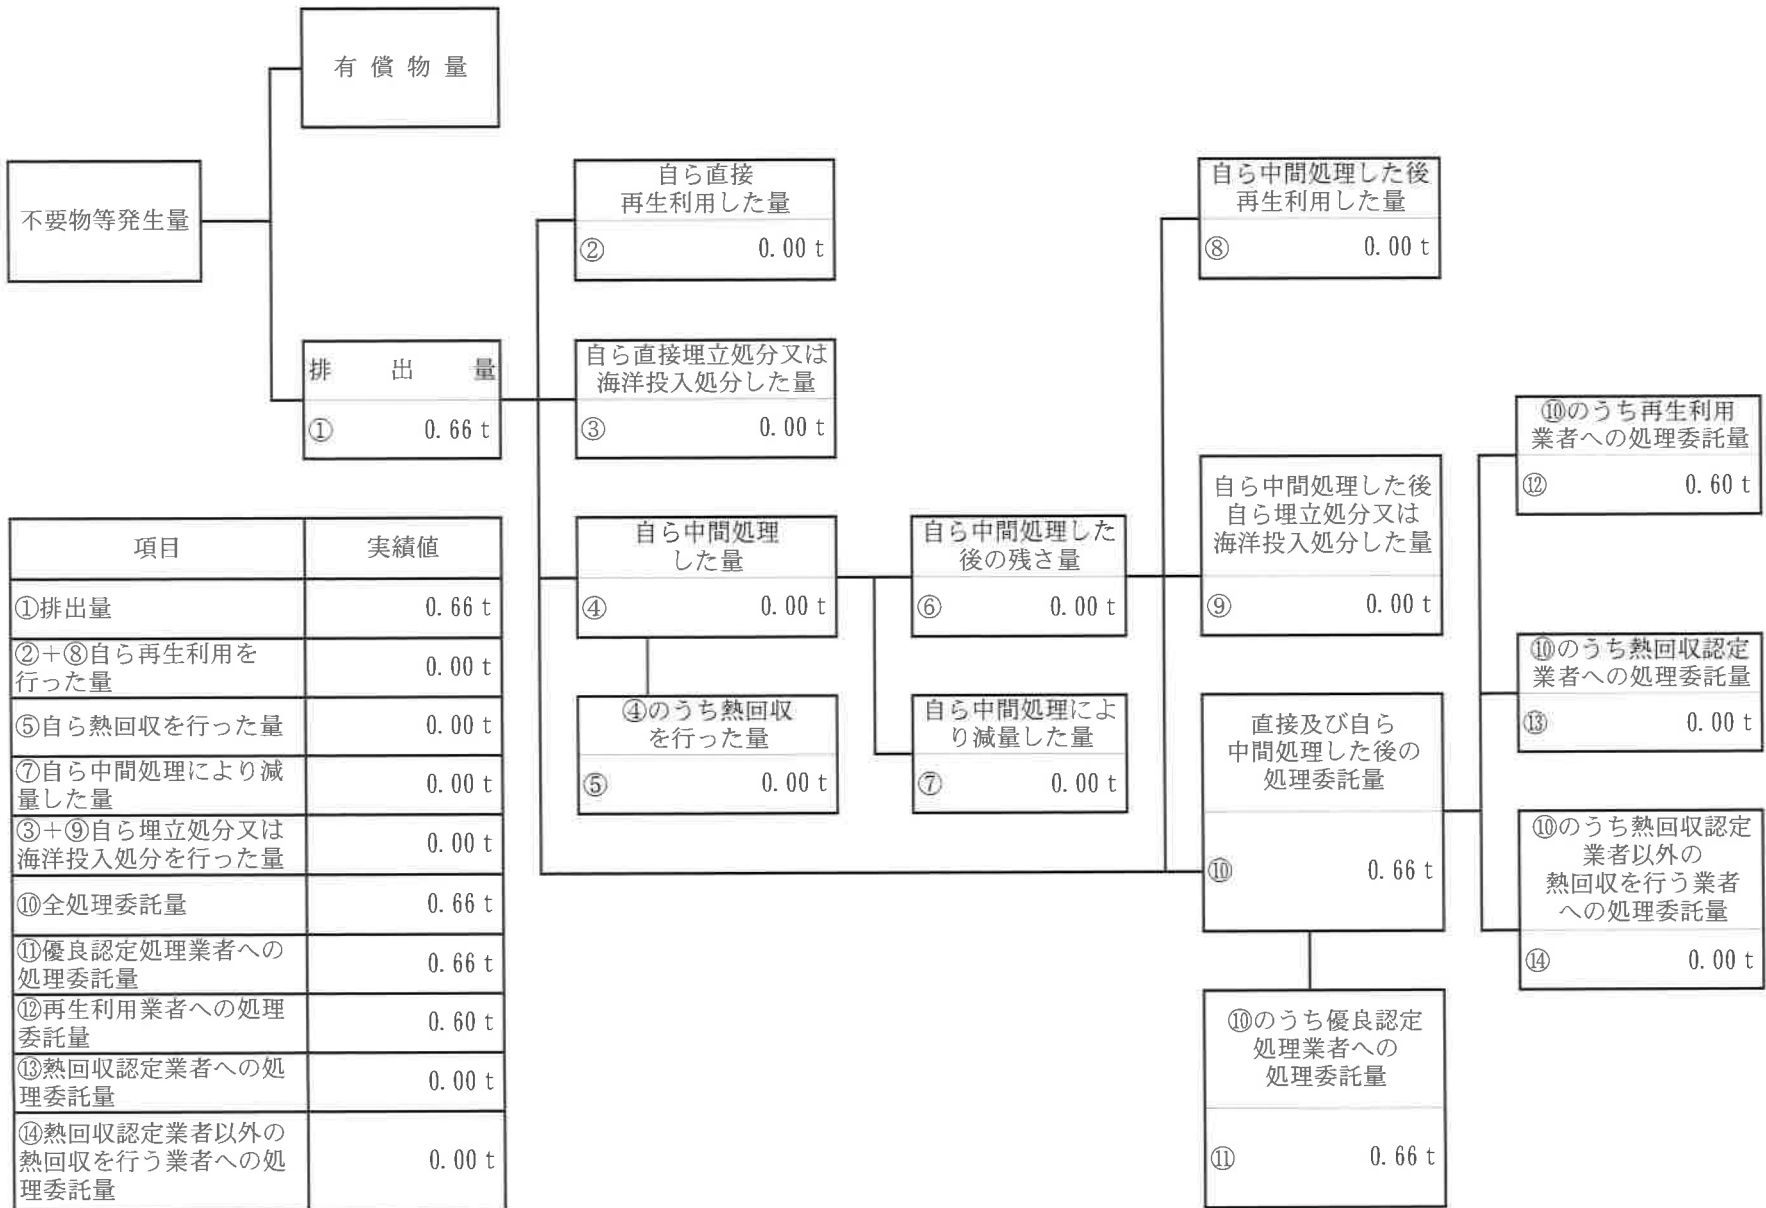 有償物量
不要物等発生量
排出量
① 0.66 t
自ら直接
再生利用した量
② 0.00 t
自ら直接埋立処分又は
海洋投入処分した量
③ 0.00 t
自ら中間処理
した量
④ 0.00 t
④のうち熱回収
を行った量
⑤ 0.00 t
自ら中間処理した
後の残さ量
⑥ 0.00 t
自ら中間処理によ
り減量した量
⑦ 0.00 t
自ら中間処理した後
再生利用した量
⑧ 0.00 t
自ら中間処理した後
自ら埋立処分又は
海洋投入処分した量
⑨ 0.00 t
直接及び自ら
中間処理した後の
処理委託量
⑩ 0.66 t
⑩のうち優良認定
処理業者への
処理委託量
⑪ 0.66 t
⑩のうち再生利用
業者への処理委託量
⑫ 0.60 t
⑩のうち熱回収認定
業者への処理委託量
⑬ 0.00 t
⑩のうち熱回収認定
業者以外の
熱回収を行う業者
への処理委託量
⑭ 0.00 t
項目 実績値
①排出量 0.66 t
②+⑧自ら再生利用を
行った量 0.00 t
⑤自ら熱回収を行った量 0.00 t
⑦自ら中間処理により減
量した量 0.00 t
③+⑨自ら埋立処分又は
海洋投入処分を行った量 0.00 t
⑩全処理委託量 0.66 t
⑪優良認定処理業者への
処理委託量 0.66 t
⑫再生利用業者への処理
委託量 0.60 t
⑬熱回収認定業者への処
理委託量 0.00 t
⑭熱回収認定業者以外の
熱回収を行う業者への処
理委託量 0.00 t